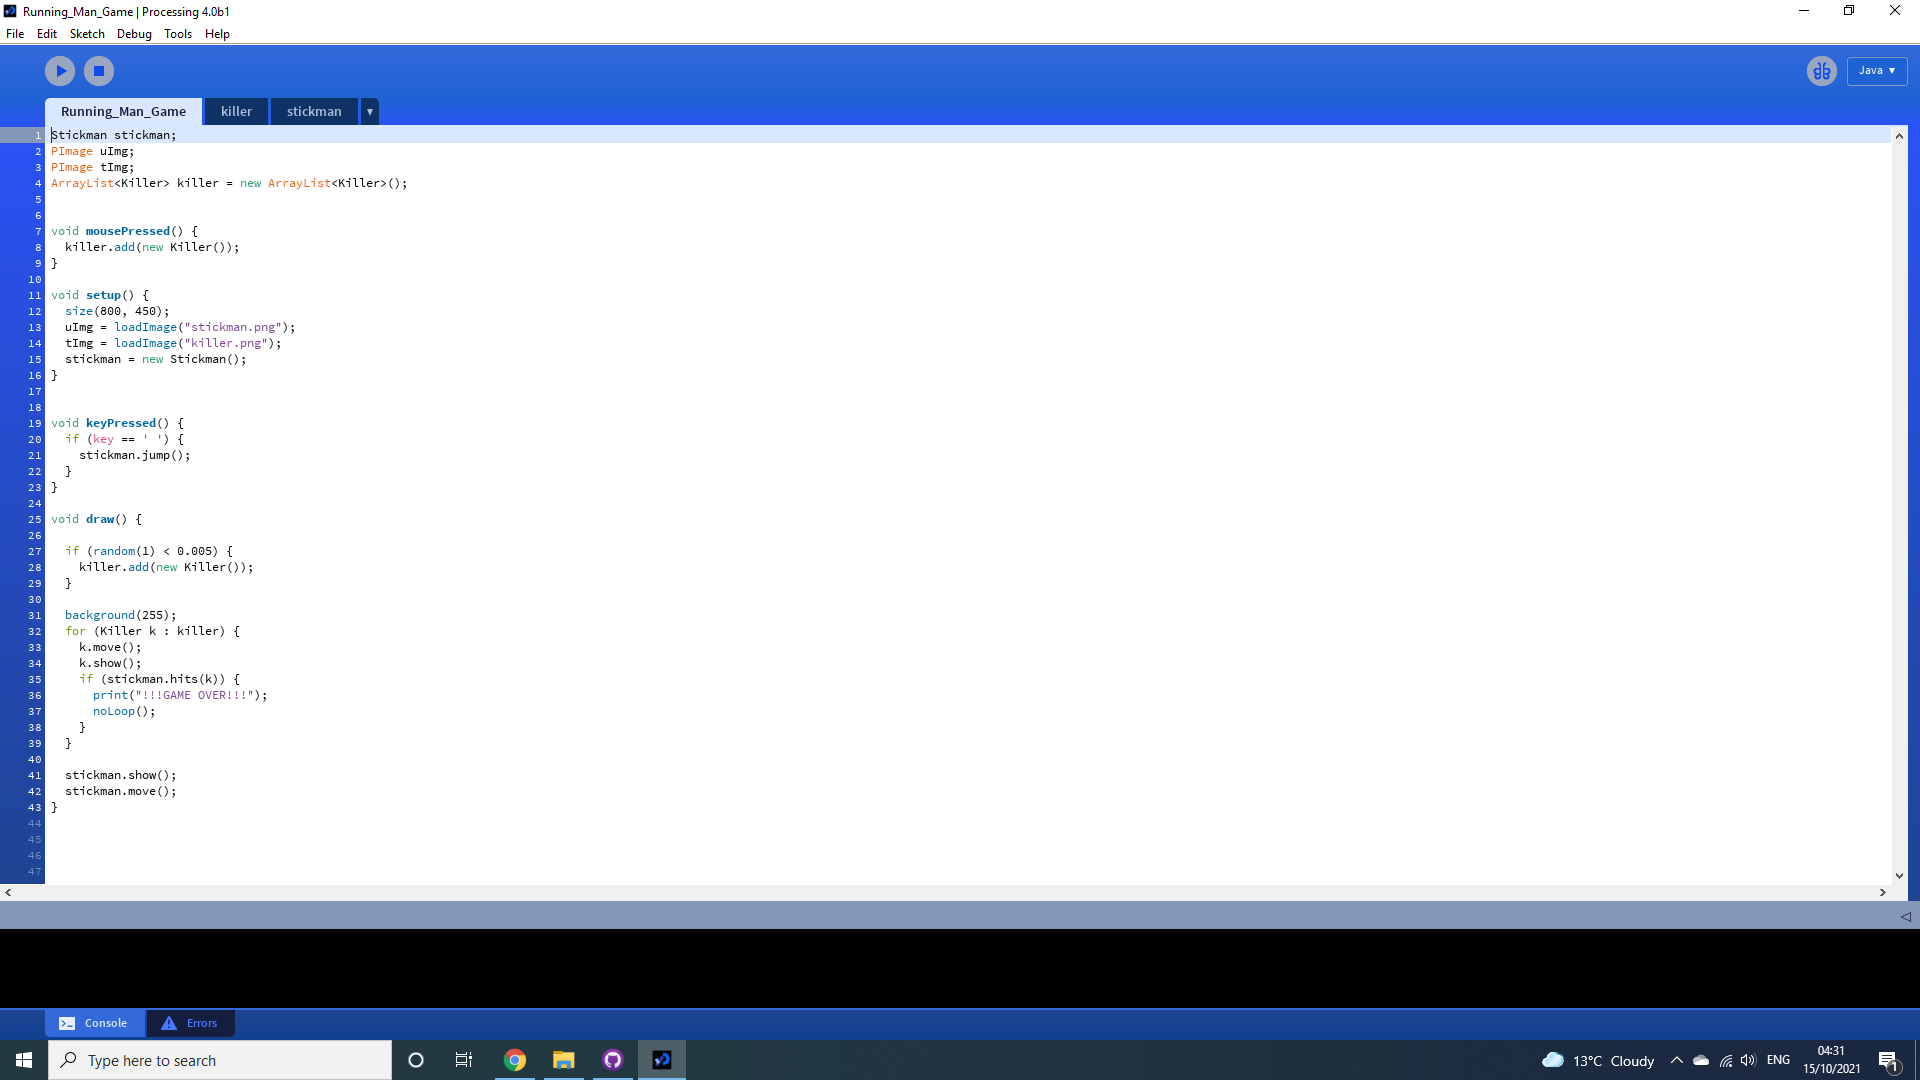 Running_Man_Game | Processing 4.0b1
File Edit Sketch Debug Tools Help
Java ▼
Running_Man_Game killer stickman ▼
1 Stickman stickman;
2 PImage uImg;
3 PImage tImg;
4 ArrayList<Killer> killer = new ArrayList<Killer>();
5
6
7 void mousePressed() {
8 killer.add(new Killer());
9 }
10
11 void setup() {
12 size(800, 450);
13 uImg = loadImage("stickman.png");
14 tImg = loadImage("killer.png");
15 stickman = new Stickman();
16 }
17
18
19 void keyPressed() {
20 if (key == ' ') {
21 stickman.jump();
22 }
23 }
24
25 void draw() {
26
27 if (random(1) < 0.005) {
28 killer.add(new Killer());
29 }
30
31 background(255);
32 for (Killer k : killer) {
33 k.move();
34 k.show();
35 if (stickman.hits(k)) {
36 print("!!!GAME OVER!!!");
37 noLoop();
38 }
39 }
40
41 stickman.show();
42 stickman.move();
43 }
44
45
46
47
Console Errors
Type here to search
13°C Cloudy
ENG
04:31
15/10/2021
1